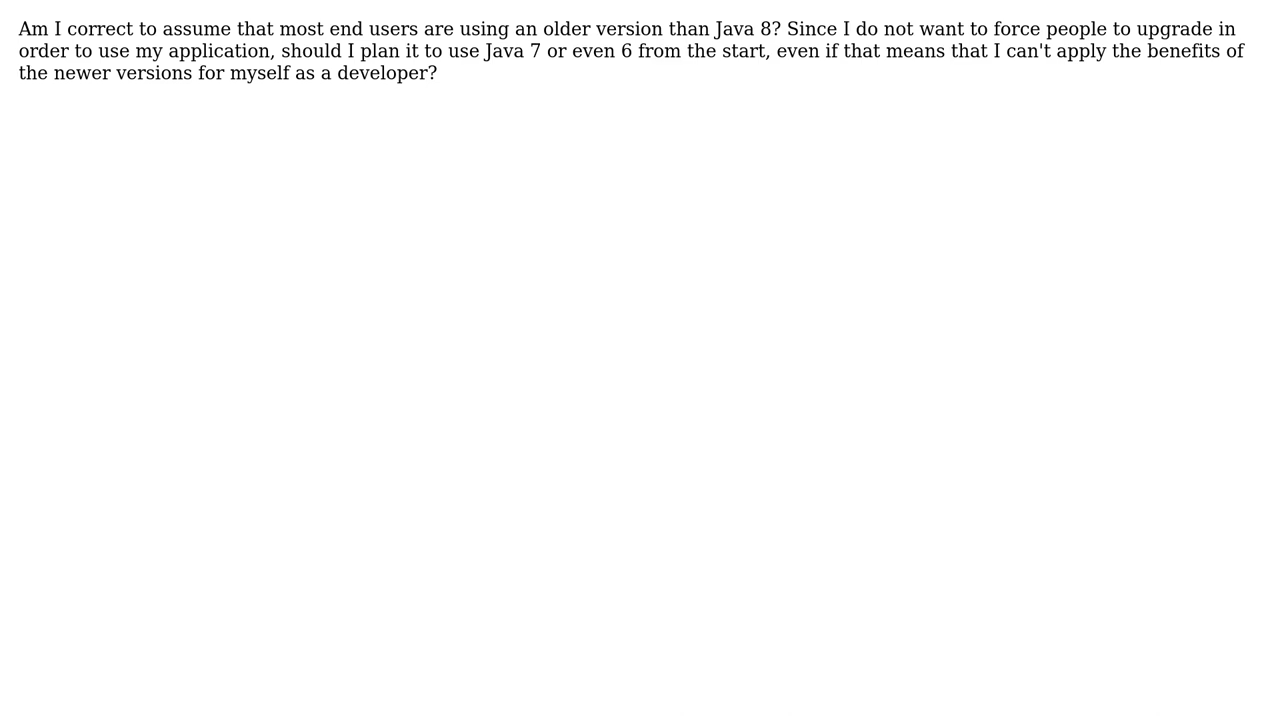 Am I correct to assume that most end users are using an older version than Java 8? Since I do not want to force people to upgrade in
order to use my application, should I plan it to use Java 7 or even 6 from the start, even if that means that I can't apply the benefits of
the newer versions for myself as a developer?